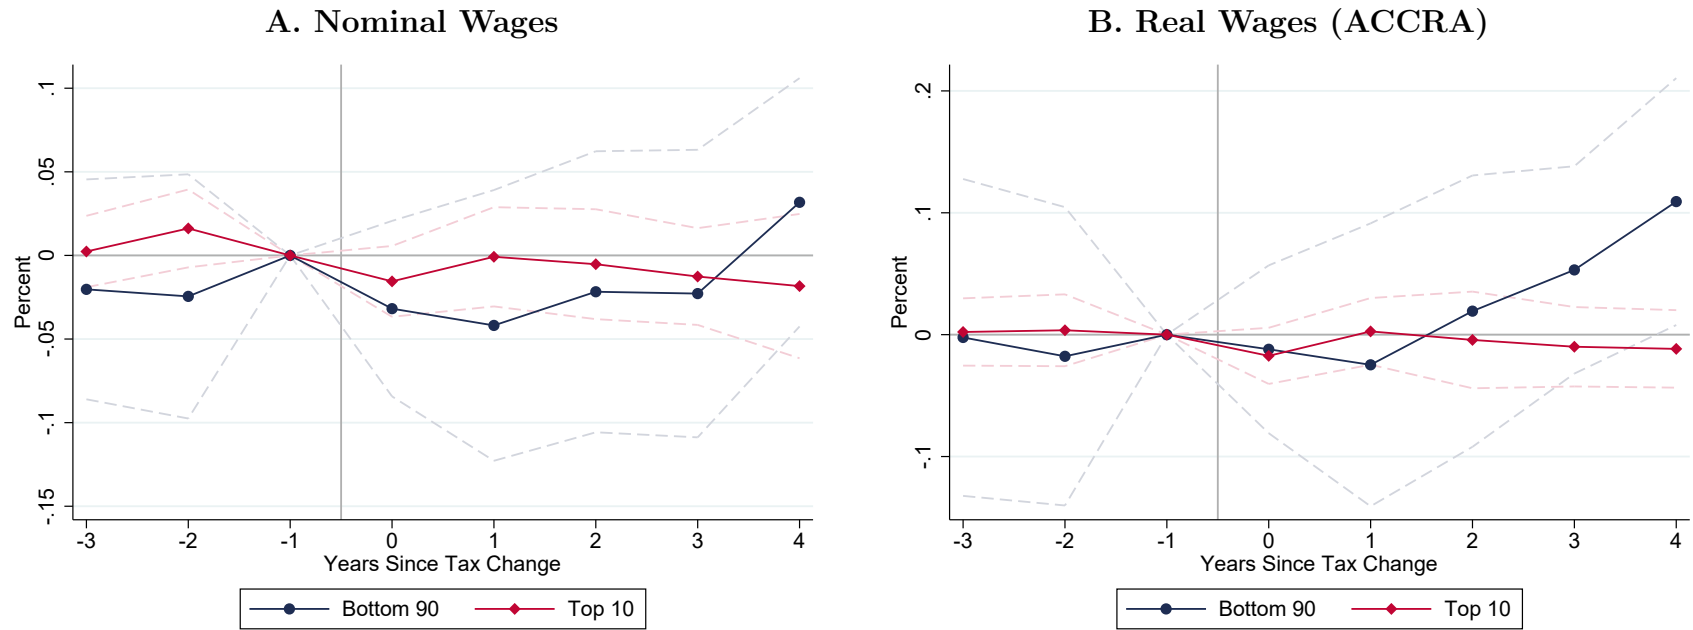 A. Nominal Wages
.1
.05
0
-.05
-.1
-.15
Percent
-3 -2 -1 0 1 2 3 4
Years Since Tax Change
Bottom 90 Top 10
B. Real Wages (ACCRA)
.2
.1
0
-.1
Percent
-3 -2 -1 0 1 2 3 4
Years Since Tax Change
Bottom 90 Top 10